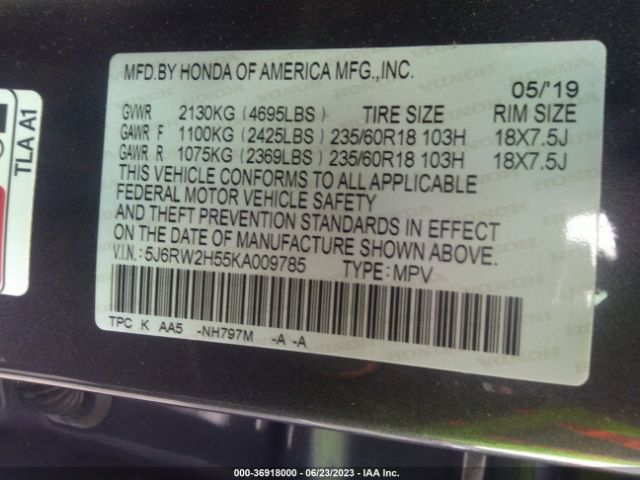 MFD.BY HONDA OF AMERICA MFG.,INC.
05/'19
GVWR 2130KG (4695LBS) TIRE SIZE RIM SIZE
GAWR F 1100KG (2425LBS) 235/60R18 103H 18X7.5J
GAWR R 1075KG (2369LBS) 235/60R18 103H 18X7.5J
THIS VEHICLE CONFORMS TO ALL APPLICABLE
FEDERAL MOTOR VEHICLE SAFETY
AND THEFT PREVENTION STANDARDS IN EFFECT
ON THE DATE OF MANUFACTURE SHOWN ABOVE.
V.I.N.: 5J6RW2H55KA009785 TYPE: MPV
TPC K AA5 -NH797M -A -A
TLA A1
000-36918000 — 06/23/2023 — IAA Inc.